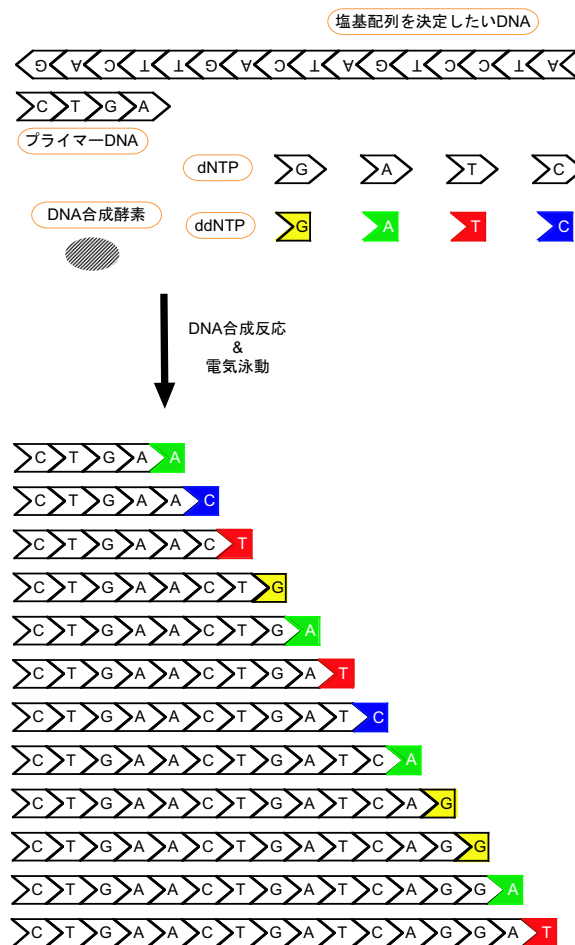 塩基配列を決定したいDNA
G A C T T G A C T A G T C C T A
C T G A
プライマーDNA
dNTP G A T C
DNA合成酵素
ddNTP G A T C
DNA合成反応
&
電気泳動
C T G A A
C T G A A C
C T G A A C T
C T G A A C T G
C T G A A C T G A
C T G A A C T G A T
C T G A A C T G A T C
C T G A A C T G A T C A
C T G A A C T G A T C A G
C T G A A C T G A T C A G G
C T G A A C T G A T C A G G A
C T G A A C T G A T C A G G A T